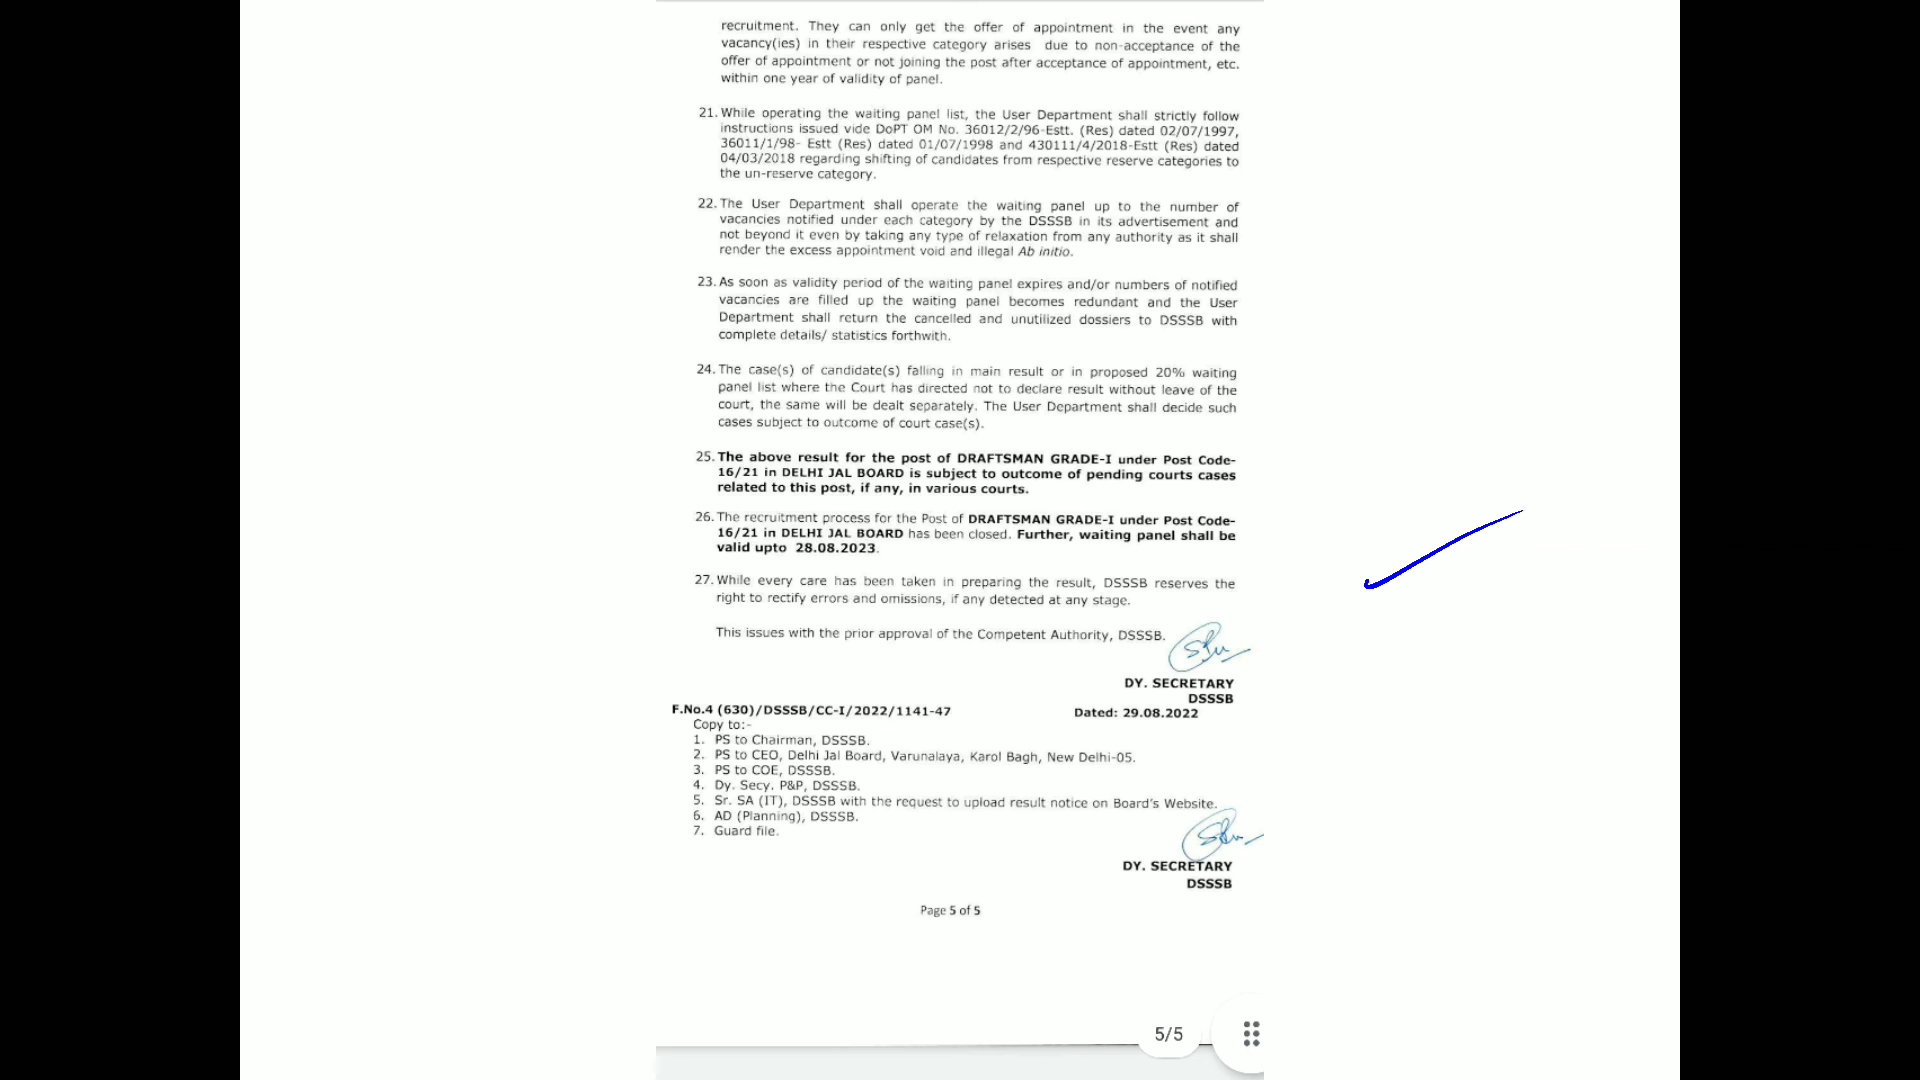 recruitment. They can only get the offer of appointment in the event any
vacancy(ies) in their respective category arises due to non-acceptance of the
offer of appointment or not joining the post after acceptance of appointment, etc.
within one year of validity of panel.
21. While operating the waiting panel list, the User Department shall strictly follow
instructions issued vide DoPT OM No. 36012/2/96-Estt. (Res) dated 02/07/1997,
36011/1/98- Estt (Res) dated 01/07/1998 and 430111/4/2018-Estt (Res) dated
04/03/2018 regarding shifting of candidates from respective reserve categories to
the un-reserve category.
22. The User Department shall operate the waiting panel up to the number of
vacancies notified under each category by the DSSSB in its advertisement and
not beyond it even by taking any type of relaxation from any authority as it shall
render the excess appointment void and illegal Ab initio.
23. As soon as validity period of the waiting panel expires and/or numbers of notified
vacancies are filled up the waiting panel becomes redundant and the User
Department shall return the cancelled and unutilized dossiers to DSSSB with
complete details/ statistics forthwith.
24. The case(s) of candidate(s) falling in main result or in proposed 20% waiting
panel list where the Court has directed not to declare result without leave of the
court, the same will be dealt separately. The User Department shall decide such
cases subject to outcome of court case(s).
25. The above result for the post of DRAFTSMAN GRADE-I under Post Code-
16/21 in DELHI JAL BOARD is subject to outcome of pending courts cases
related to this post, if any, in various courts.
26. The recruitment process for the Post of DRAFTSMAN GRADE-I under Post Code-
16/21 in DELHI JAL BOARD has been closed. Further, waiting panel shall be
valid upto 28.08.2023.
27. While every care has been taken in preparing the result, DSSSB reserves the
right to rectify errors and omissions, if any detected at any stage.
This issues with the prior approval of the Competent Authority, DSSSB.
DY. SECRETARY
DSSSB
F.No.4 (630)/DSSSB/CC-I/2022/1141-47 Dated: 29.08.2022
Copy to:-
1. PS to Chairman, DSSSB.
2. PS to CEO, Delhi Jal Board, Varunalaya, Karol Bagh, New Delhi-05.
3. PS to COE, DSSSB.
4. Dy. Secy. P&P, DSSSB.
5. Sr. SA (IT), DSSSB with the request to upload result notice on Board's Website.
6. AD (Planning), DSSSB.
7. Guard file.
DY. SECRETARY
DSSSB
Page 5 of 5
5/5